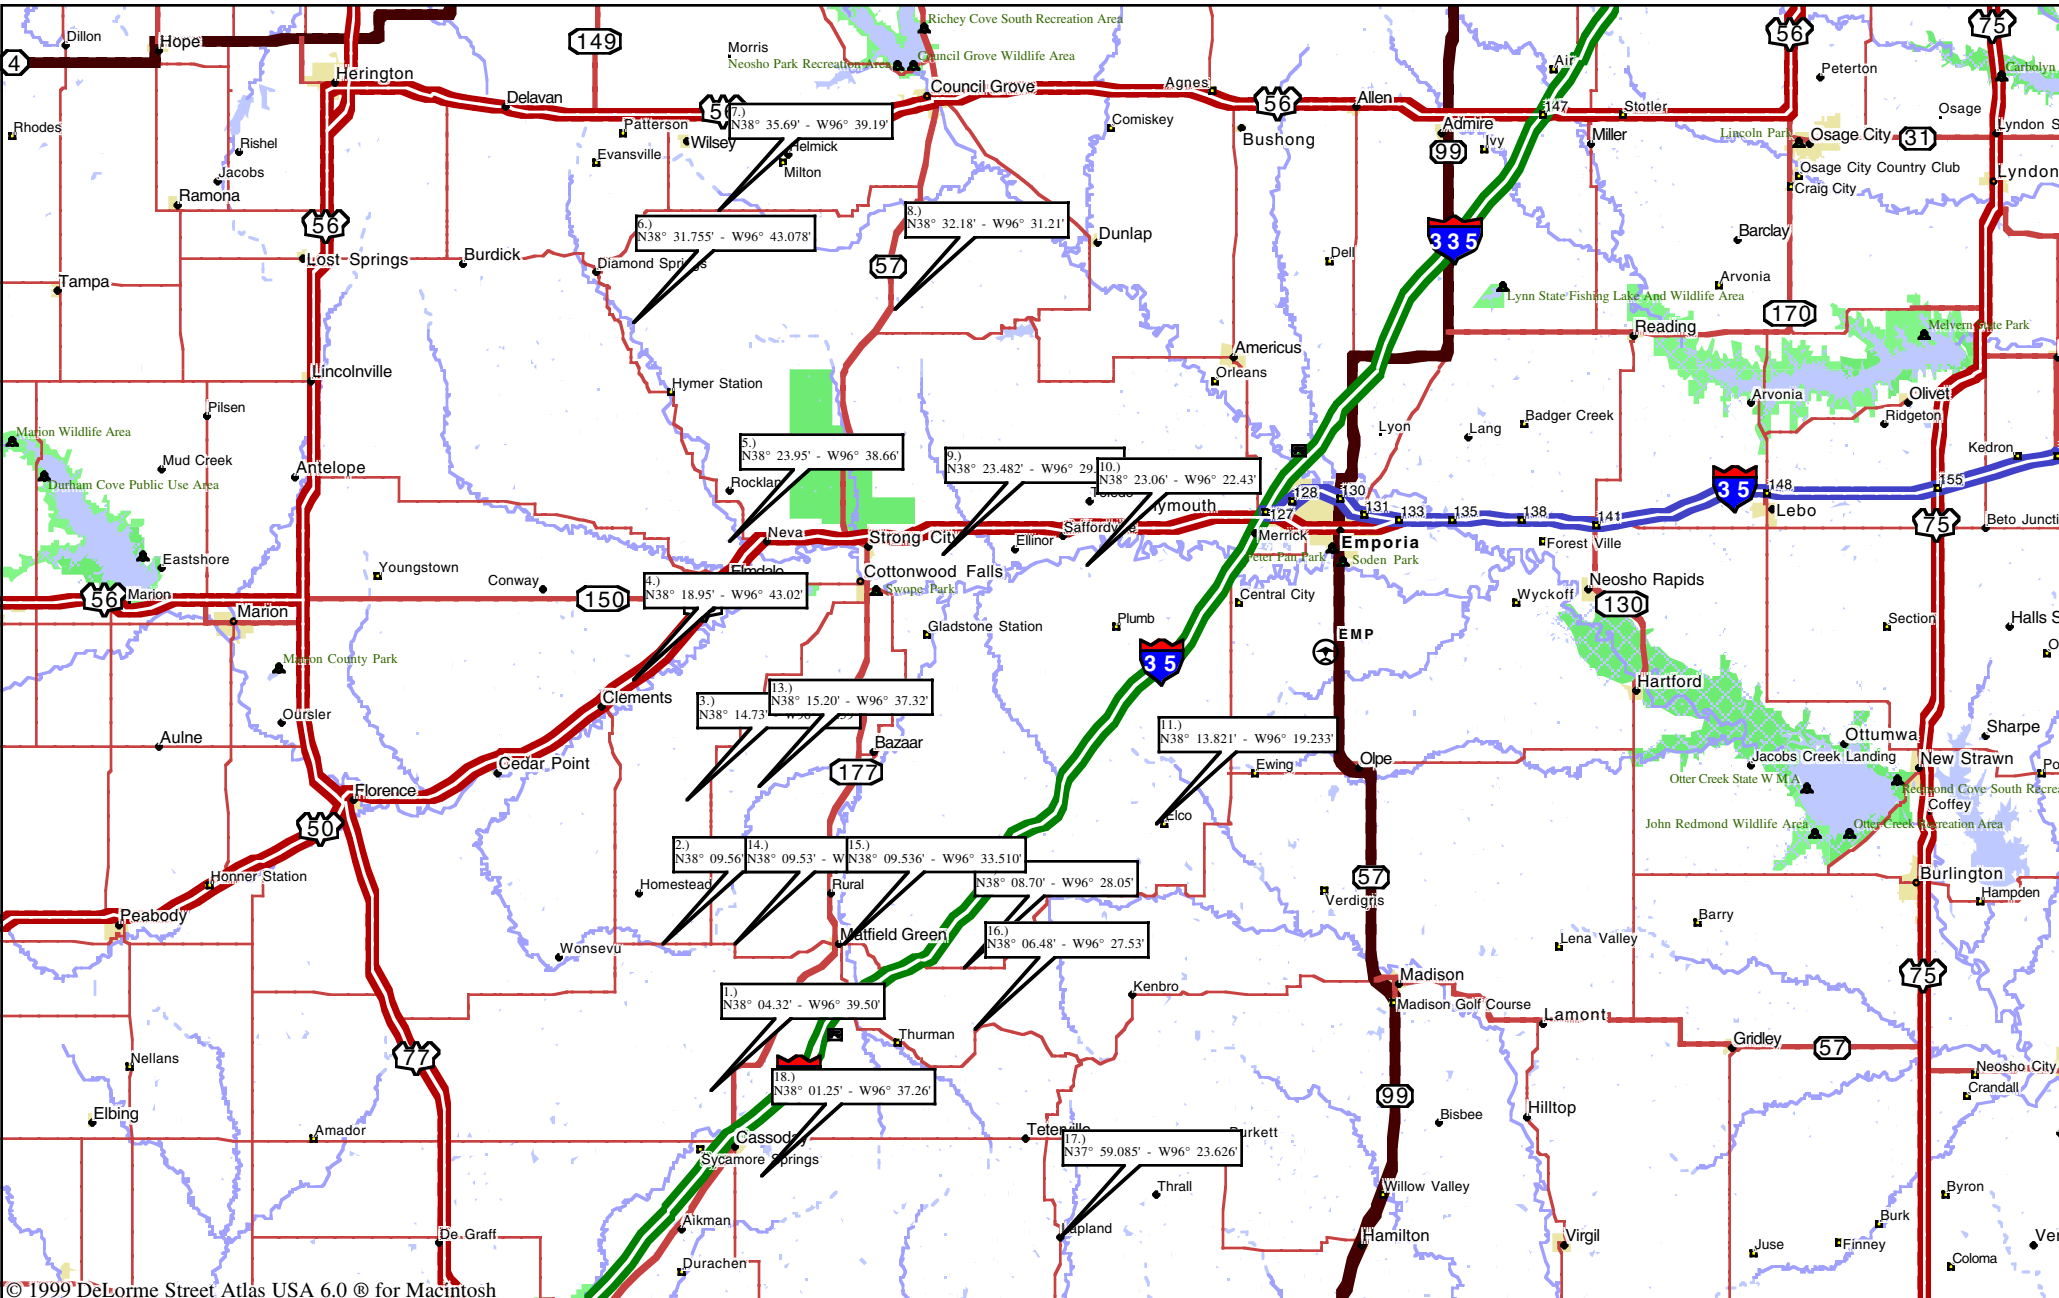 Dillon
Hope
4
Herington
149
Morris
Richey Cove South Recreation Area
Neosho Park Recreation Area
Council Grove Wildlife Area
Council Grove
Agnes
56
Allen
Air
147
Stotler
56
75
Peterton
Carbolyn
Osage
Lyndon S
Lincoln Park
Osage City
31
Osage City Country Club
Craig City
Lyndon
Rhodes
Rishel
Jacobs
Ramona
Delavan
Patterson
Evansville
Wilsey
7.)
N38° 35.69' - W96° 39.19'
Helmick
Milton
Comiskey
Bushong
Admire
99
Ivy
Miller
56
Lost Springs
Burdick
Diamond Springs
6.)
N38° 31.755' - W96° 43.078'
8.)
N38° 32.18' - W96° 31.21'
57
Dunlap
Dell
335
Barclay
Arvonia
Lynn State Fishing Lake And Wildlife Area
170
Reading
Melvern State Park
Tampa
Lincolnville
Pilsen
Hymer Station
Americus
Orleans
Lyon
Lang
Badger Creek
Arvonia
Olivet
Ridgeton
Kedron
Marion Wildlife Area
Mud Creek
Durham Cove Public Use Area
Antelope
5.)
N38° 23.95' - W96° 38.66'
9.)
N38° 23.482' - W96° 29.
10.)
N38° 23.06' - W96° 22.43'
128
130
127
131
133
135
138
141
35
148
155
Lebo
75
Beto Juncti
Neva
Strong City
Ellinor
Saffordville
Merrick
Emporia
Peter Pan Park
Soden Park
Forest Ville
Eastshore
Youngstown
Conway
150
Elmdale
4.)
N38° 18.95' - W96° 43.02'
Cottonwood Falls
Swope Park
Central City
Wyckoff
Neosho Rapids
130
56
Marion
Marion
Gladstone Station
Plumb
35
EMP
Section
Halls S
Marion County Park
Clements
Hartford
Oursler
Aulne
3.)
N38° 14.73'
13.)
N38° 15.20' - W96° 37.32'
Bazaar
177
11.)
N38° 13.821' - W96° 19.233'
Ewing
Olpe
Ottumwa
Sharpe
Jacobs Creek Landing
New Strawn
Otter Creek State W M A
Redmond Cove South Recrea
Coffey
John Redmond Wildlife Area
Otter Creek Recreation Area
Cedar Point
Florence
50
Elco
Honner Station
Peabody
Homestead
2.)
N38° 09.56'
14.)
N38° 09.53' - W
15.)
N38° 09.536' - W96° 33.510'
N38° 08.70' - W96° 28.05'
Rural
57
Verdigris
Burlington
Hampden
Barry
Wonsevu
Matfield Green
16.)
N38° 06.48' - W96° 27.53'
Lena Valley
75
Kenbro
Madison
Madison Golf Course
Lamont
1.)
N38° 04.32' - W96° 39.50'
Thurman
Gridley
57
Neosho City
Crandall
Nellans
77
Elbing
Amador
18.)
N38° 01.25' - W96° 37.26'
99
Bisbee
Hilltop
Cassoday
Sycamore Springs
Teterville
17.)
N37° 59.085' - W96° 23.626'
Thrall
Willow Valley
Byron
Aikman
Lapland
De Graff
Hamilton
Virgil
Burk
Juse
Finney
Coloma
Durachen
© 1999 DeLorme Street Atlas USA 6.0 ® for Macintosh